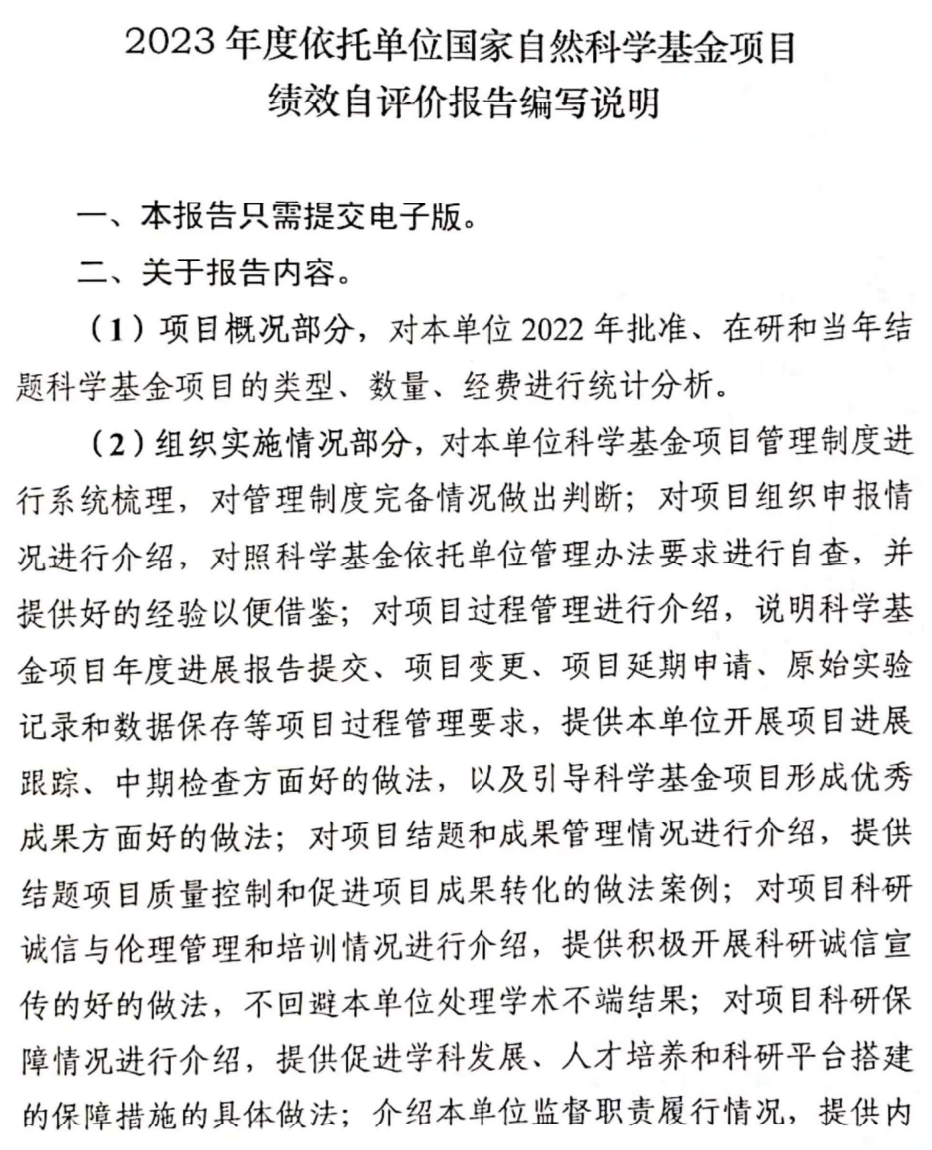 2023 年度依托单位国家自然科学基金项目
绩效自评价报告编写说明
一、本报告只需提交电子版。
二、关于报告内容。
（1）项目概况部分，对本单位 2022 年批准、在研和当年结
题科学基金项目的类型、数量、经费进行统计分析。
（2）组织实施情况部分，对本单位科学基金项目管理制度进
行系统梳理，对管理制度完备情况做出判断；对项目组织申报情
况进行介绍，对照科学基金依托单位管理办法要求进行自查，并
提供好的经验以便借鉴；对项目过程管理进行介绍，说明科学基
金项目年度进展报告提交、项目变更、项目延期申请、原始实验
记录和数据保存等项目过程管理要求，提供本单位开展项目进展
跟踪、中期检查方面好的做法，以及引导科学基金项目形成优秀
成果方面好的做法；对项目结题和成果管理情况进行介绍，提供
结题项目质量控制和促进项目成果转化的做法案例；对项目科研
诚信与伦理管理和培训情况进行介绍，提供积极开展科研诚信宣
传的好的做法，不回避本单位处理学术不端结果；对项目科研保
障情况进行介绍，提供促进学科发展、人才培养和科研平台搭建
的保障措施的具体做法；介绍本单位监督职责履行情况，提供内